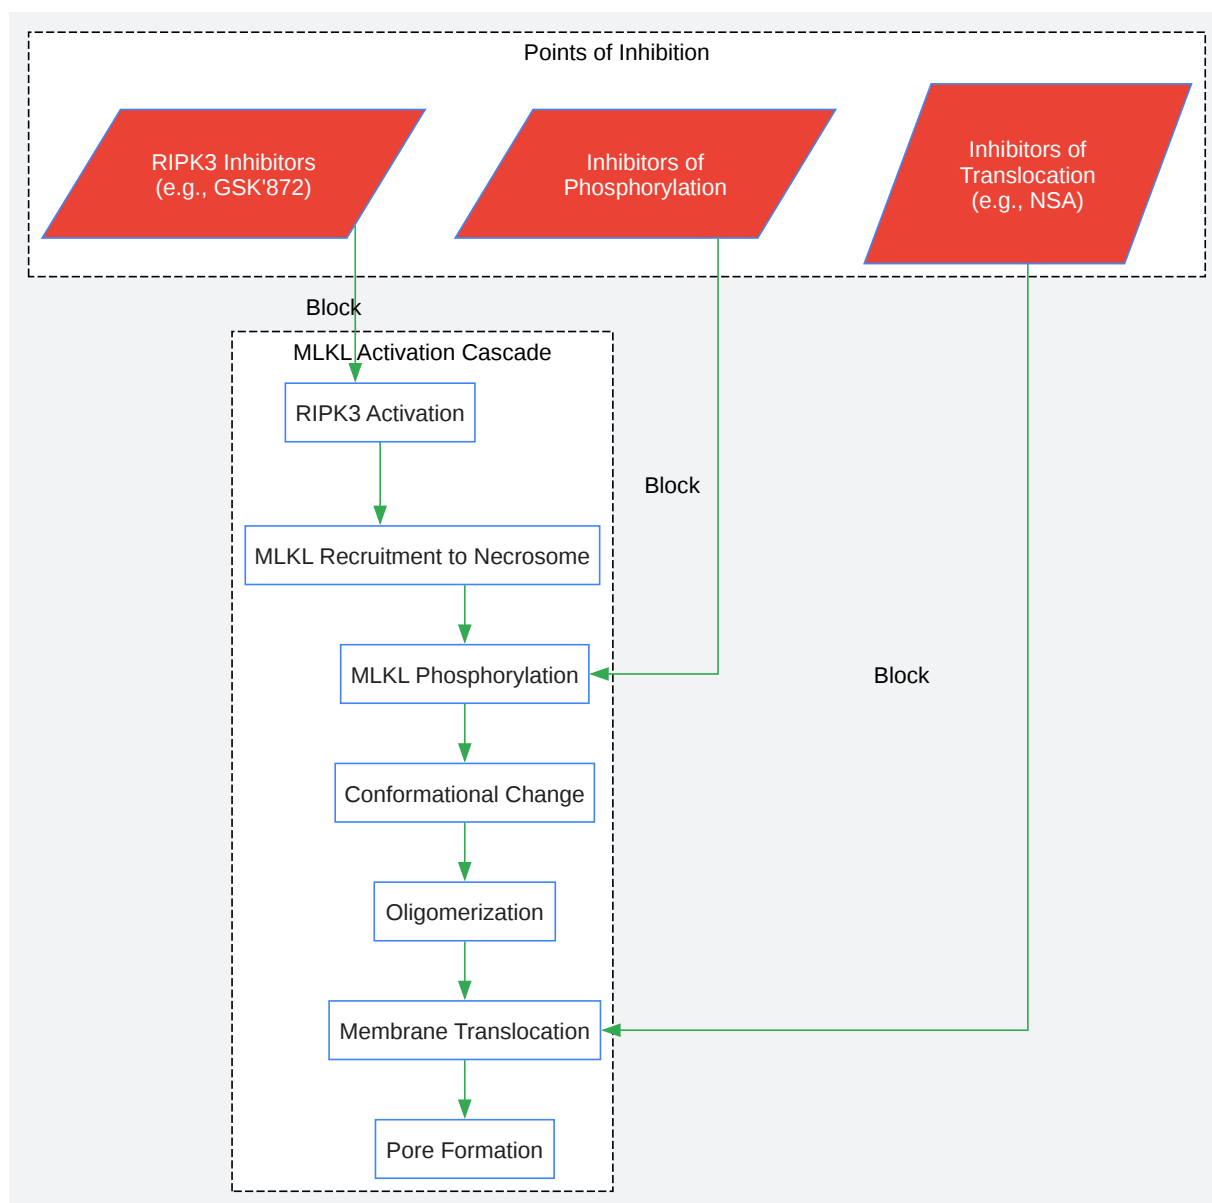 Points of Inhibition
RIPK3 Inhibitors
(e.g., GSK'872)
Inhibitors of
Phosphorylation
Inhibitors of
Translocation
(e.g., NSA)
Block
MLKL Activation Cascade
RIPK3 Activation
Block
MLKL Recruitment to Necrosome
MLKL Phosphorylation
Block
Conformational Change
Oligomerization
Membrane Translocation
Pore Formation